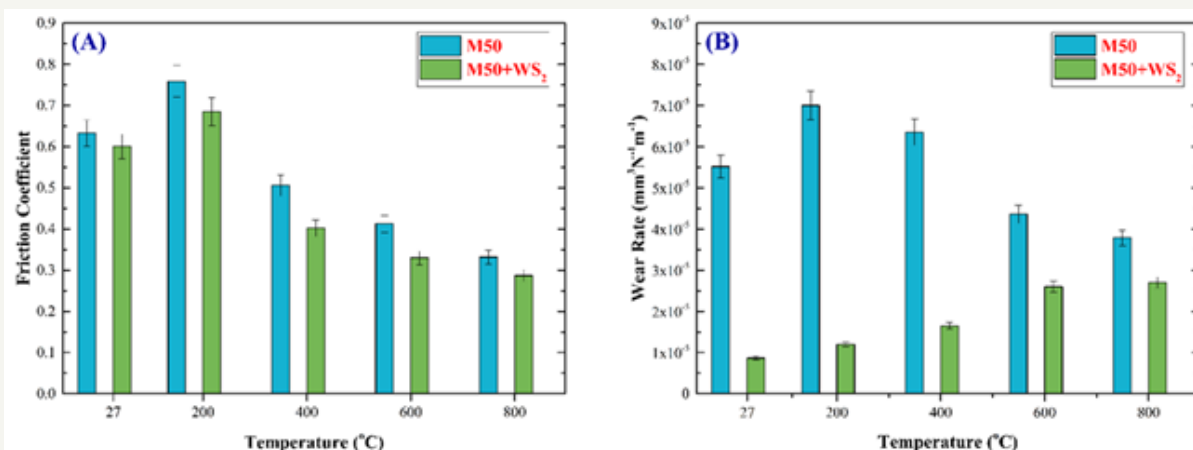 (A)
M50
M50+WS₂
0.9
0.8
0.7
0.6
0.5
0.4
0.3
0.2
0.1
0.0
Friction Coefficient
27 200 400 600 800
Temperature (°C)
(B)
M50
M50+WS₂
9x10⁻⁵
8x10⁻⁵
7x10⁻⁵
6x10⁻⁵
5x10⁻⁵
4x10⁻⁵
3x10⁻⁵
2x10⁻⁵
1x10⁻⁵
0
Wear Rate (mm³N⁻¹m⁻¹)
27 200 400 600 800
Temperature (°C)